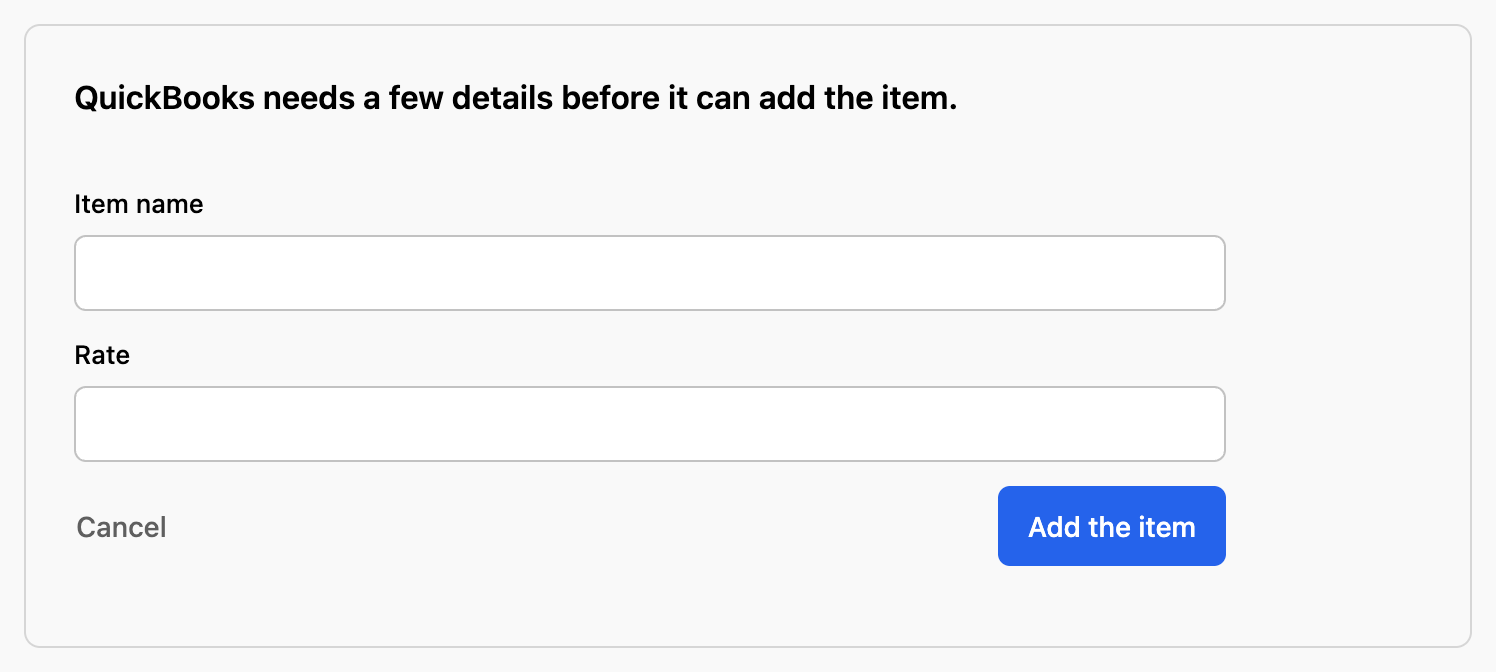 QuickBooks needs a few details before it can add the item.
Item name
Rate
Cancel
Add the item